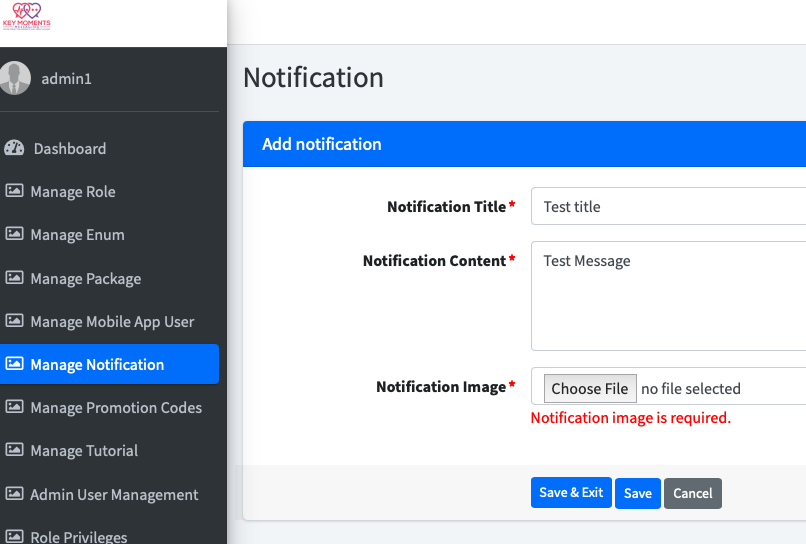 KEY MOMENTS
admin1
Dashboard
Manage Role
Manage Enum
Manage Package
Manage Mobile App User
Manage Notification
Manage Promotion Codes
Manage Tutorial
Admin User Management
Role Privileges
Notification
Add notification
Notification Title*
Test title
Notification Content*
Test Message
Notification Image*
Choose File no file selected
Notification image is required.
Save & Exit Save Cancel